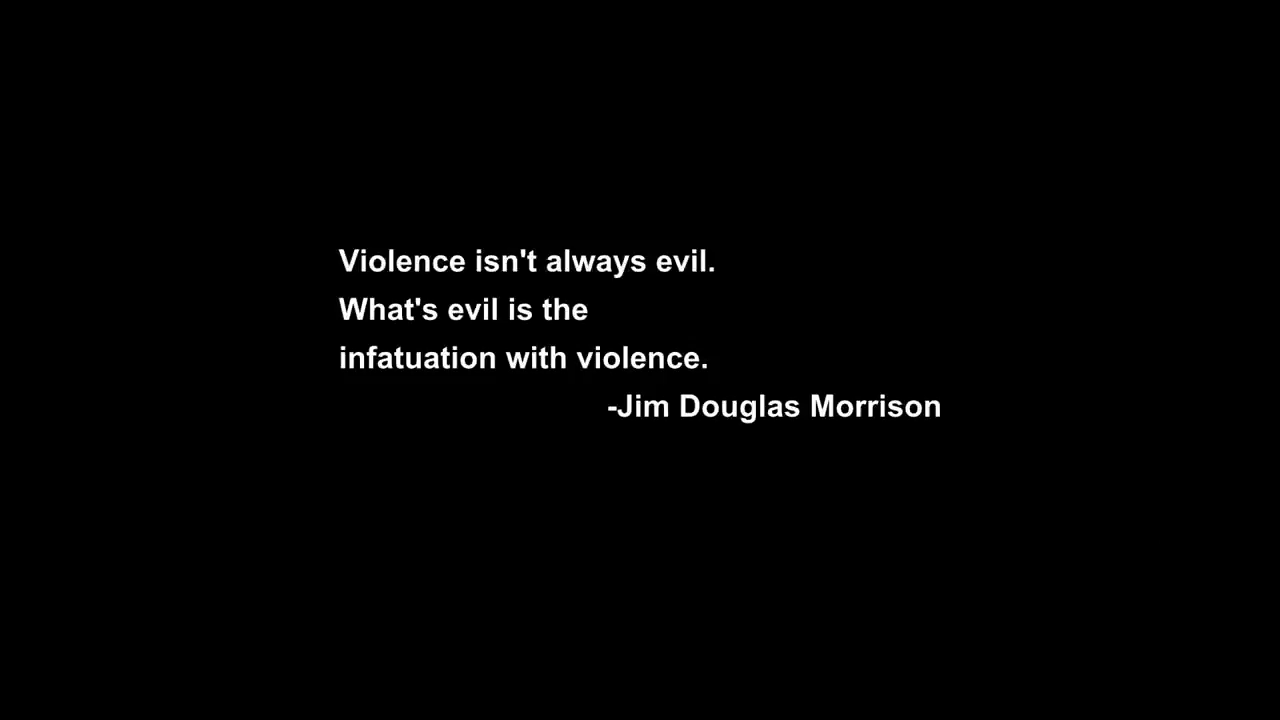 Violence isn't always evil.
What's evil is the
infatuation with violence.
-Jim Douglas Morrison